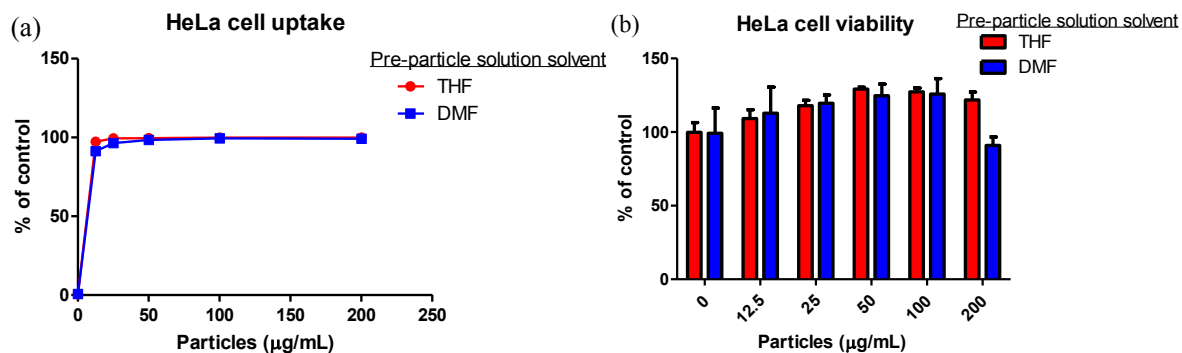 (a)
HeLa cell uptake
Pre-particle solution solvent
THF
DMF
% of control
150
100
50
0
0 50 100 150 200 250
Particles (µg/mL)
(b)
HeLa cell viability
Pre-particle solution solvent
THF
DMF
% of control
150
100
50
0
0 12.5 25 50 100 200
Particles (µg/mL)